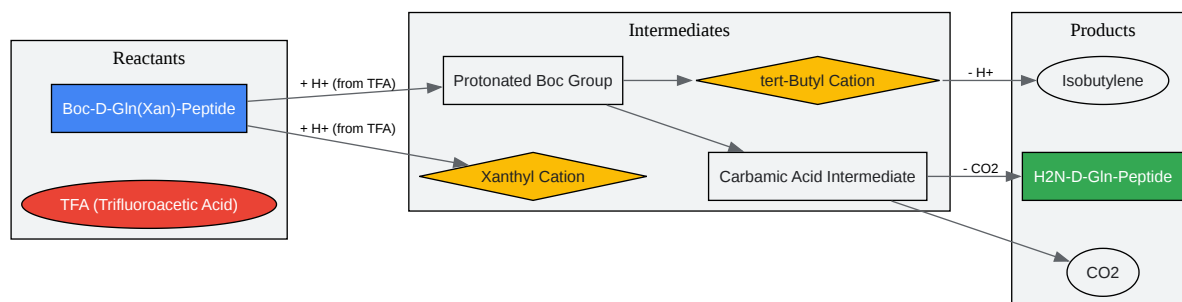 Reactants
Intermediates
Products
Boc-D-Gln(Xan)-Peptide
TFA (Trifluoroacetic Acid)
+ H+ (from TFA)
+ H+ (from TFA)
Protonated Boc Group
tert-Butyl Cation
Xanthyl Cation
Carbamic Acid Intermediate
- H+
- CO2
Isobutylene
H2N-D-Gln-Peptide
CO2